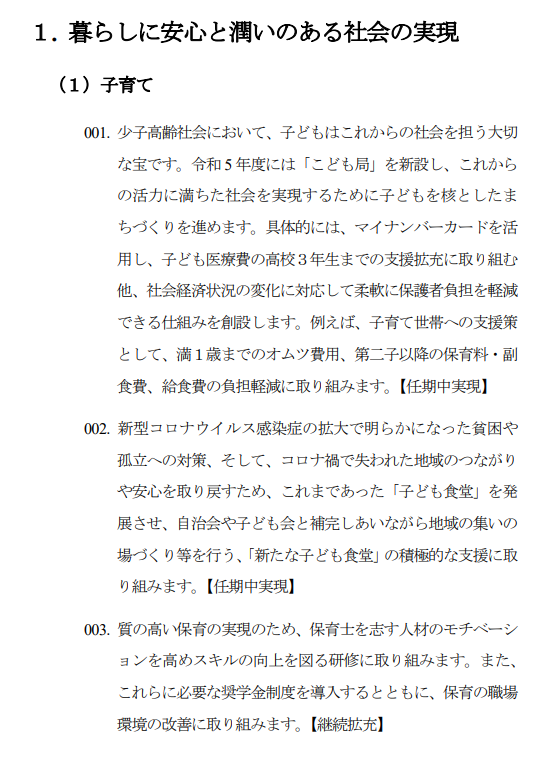 １．暮らしに安心と潤いのある社会の実現
（１）子育て
001. 少子高齢社会において、子どもはこれからの社会を担う大切
な宝です。令和５年度には「こども局」を新設し、これから
の活力に満ちた社会を実現するために子どもを核としたま
ちづくりを進めます。具体的には、マイナンバーカードを活
用し、子ども医療費の高校３年生までの支援拡充に取り組む
他、社会経済状況の変化に対応して柔軟に保護者負担を軽減
できる仕組みを創設します。例えば、子育て世帯への支援策
として、満１歳までのオムツ費用、第二子以降の保育料・副
食費、給食費の負担軽減に取り組みます。【任期中実現】
002. 新型コロナウイルス感染症の拡大で明らかになった貧困や
孤立への対策、そして、コロナ禍で失われた地域のつながり
や安心を取り戻すため、これまであった「子ども食堂」を発
展させ、自治会や子ども会と補完しあいながら地域の集いの
場づくり等を行う、「新たな子ども食堂」の積極的な支援に取
り組みます。【任期中実現】
003. 質の高い保育の実現のため、保育士を志す人材のモチベーシ
ョンを高めスキルの向上を図る研修に取り組みます。また、
これらに必要な奨学金制度を導入するとともに、保育の職場
環境の改善に取り組みます。【継続拡充】